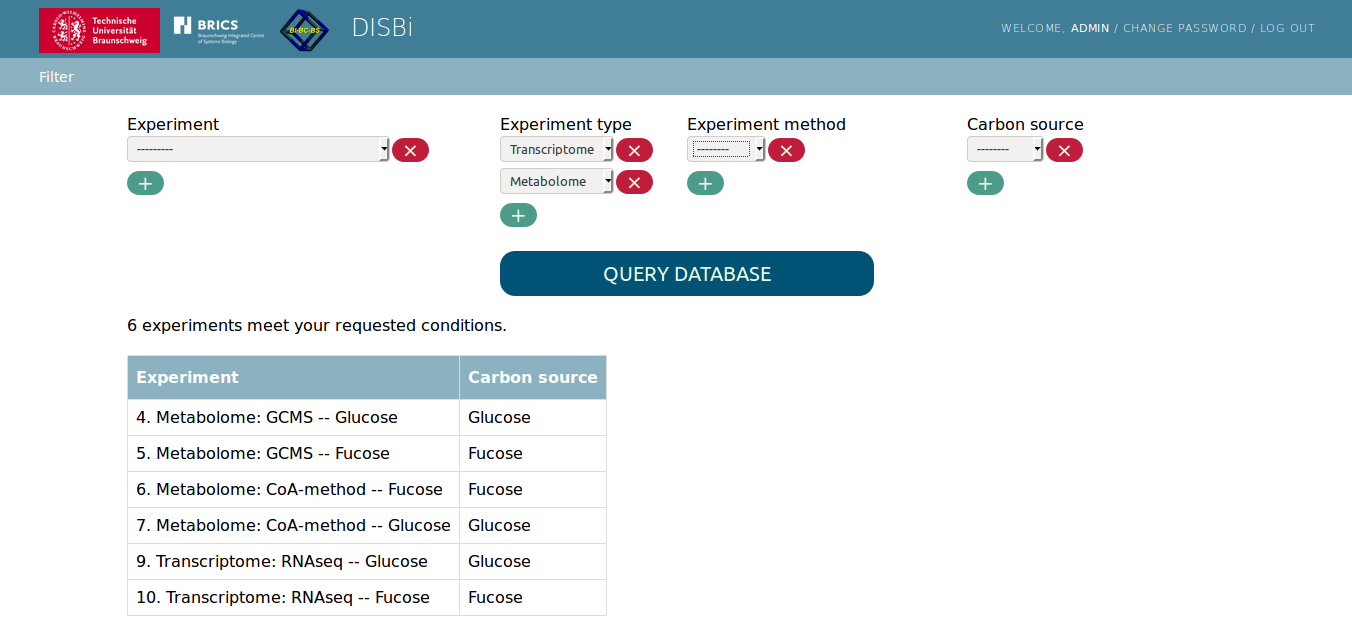 Technische
Universität
Braunschweig
BRICS
Braunschweig Integrated Centre
of Systems Biology
BI-BC-BS
DISBi
WELCOME, ADMIN / CHANGE PASSWORD / LOG OUT
Filter
Experiment
Experiment type
Experiment method
Carbon source
---------
Transcriptome
--------
--------
Metabolome
QUERY DATABASE
6 experiments meet your requested conditions.
Experiment Carbon source
4. Metabolome: GCMS -- Glucose Glucose
5. Metabolome: GCMS -- Fucose Fucose
6. Metabolome: CoA-method -- Fucose Fucose
7. Metabolome: CoA-method -- Glucose Glucose
9. Transcriptome: RNAseq -- Glucose Glucose
10. Transcriptome: RNAseq -- Fucose Fucose